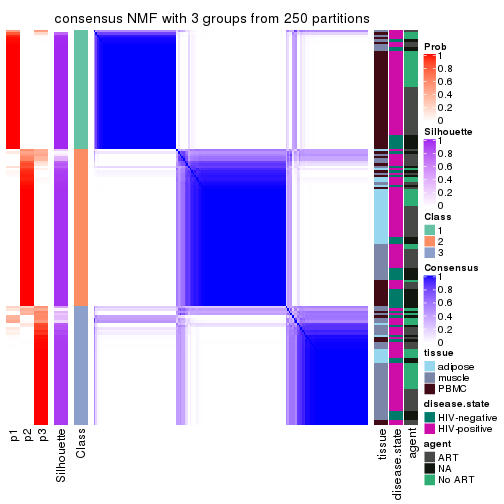 consensus NMF with 3 groups from 250 partitions
Prob
1
0.8
0.6
0.4
0.2
0
Silhouette
1
0.8
0.6
0.4
0.2
0
Class
1
2
3
Consensus
1
0.8
0.6
0.4
0.2
0
tissue
adipose
muscle
PBMC
disease.state
HIV-negative
HIV-positive
agent
ART
NA
No ART
p1
p2
p3
Silhouette
Class
tissue
disease.state
agent